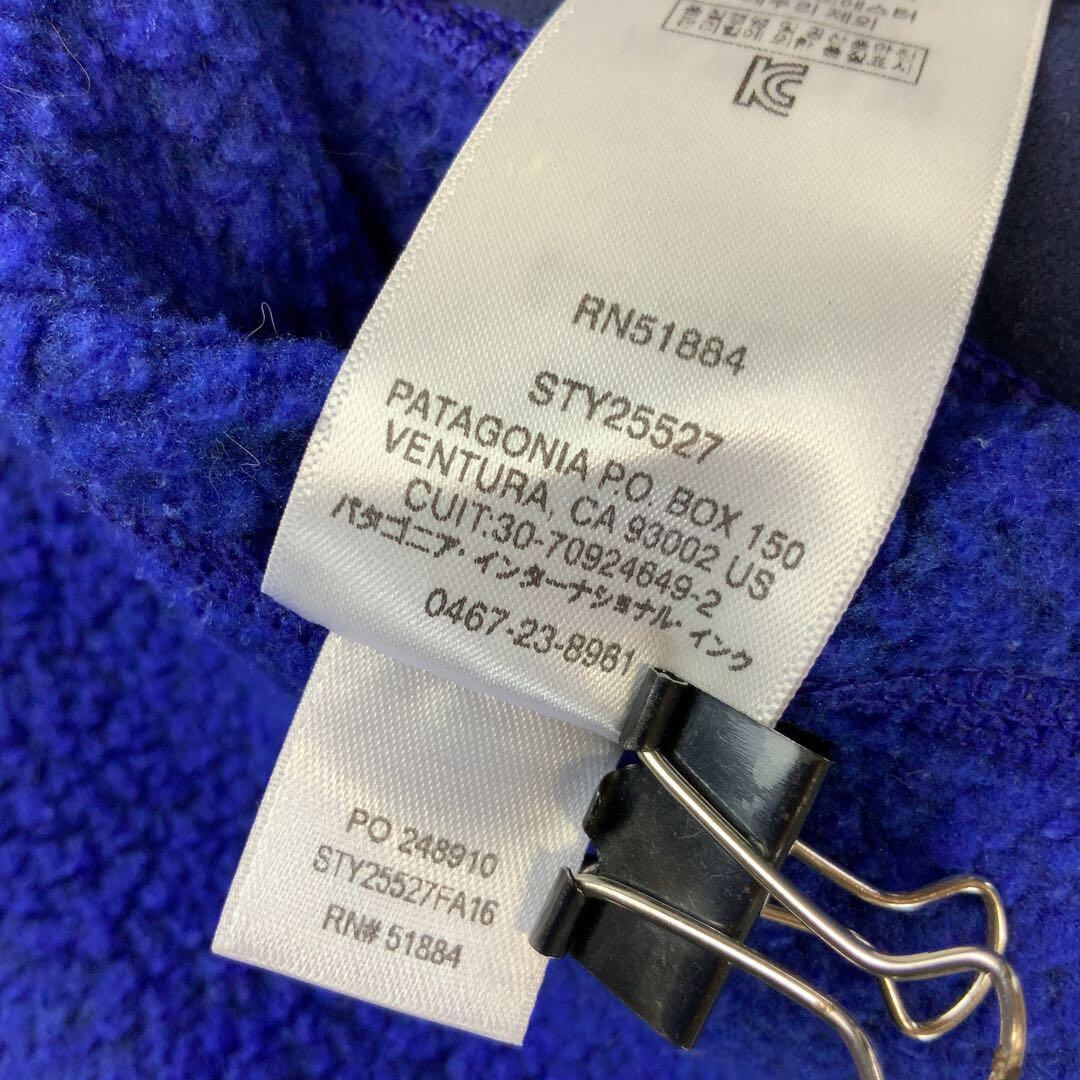 제외
KC
RN51884
STY25527
PATAGONIA P.O. BOX 150
VENTURA, CA 93002 US
CUIT:30-70924649-2
パタゴニア・インターナショナル・インク
0467-23-8981
PO 248910
STY25527FA16
RN# 51884